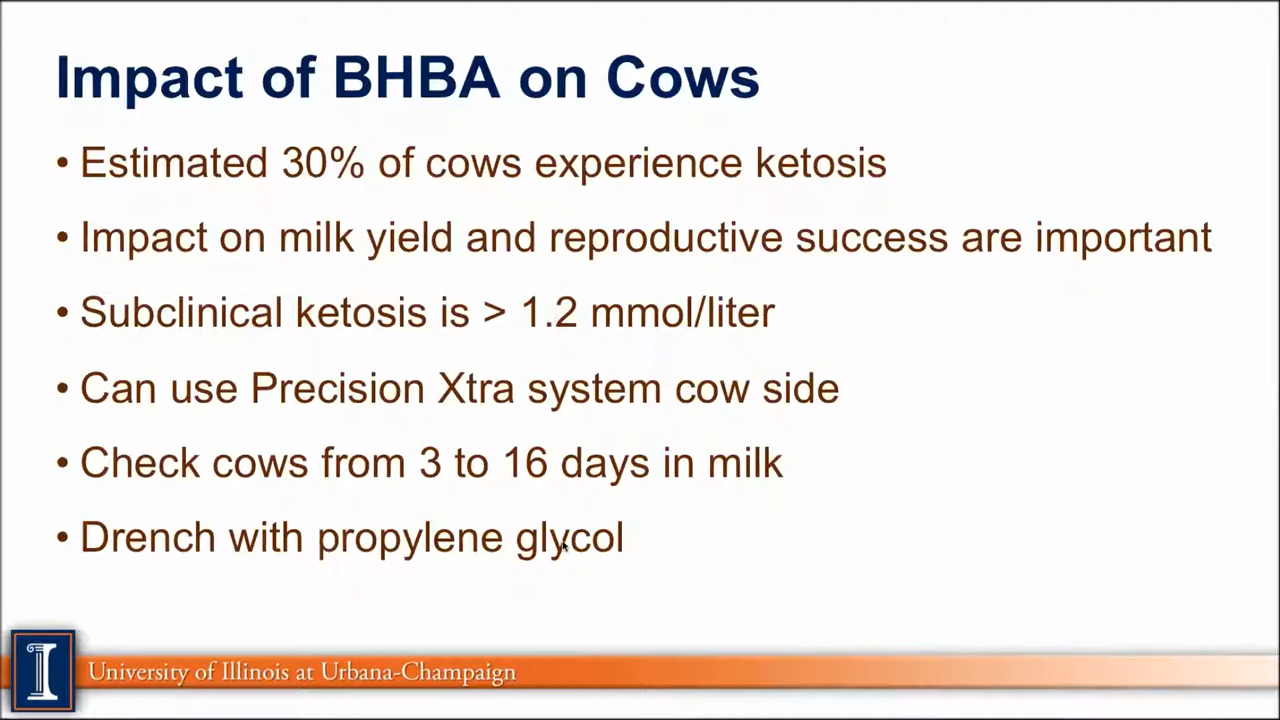 Impact of BHBA on Cows
• Estimated 30% of cows experience ketosis
• Impact on milk yield and reproductive success are important
• Subclinical ketosis is > 1.2 mmol/liter
• Can use Precision Xtra system cow side
• Check cows from 3 to 16 days in milk
• Drench with propylene glycol
I
University of Illinois at Urbana-Champaign